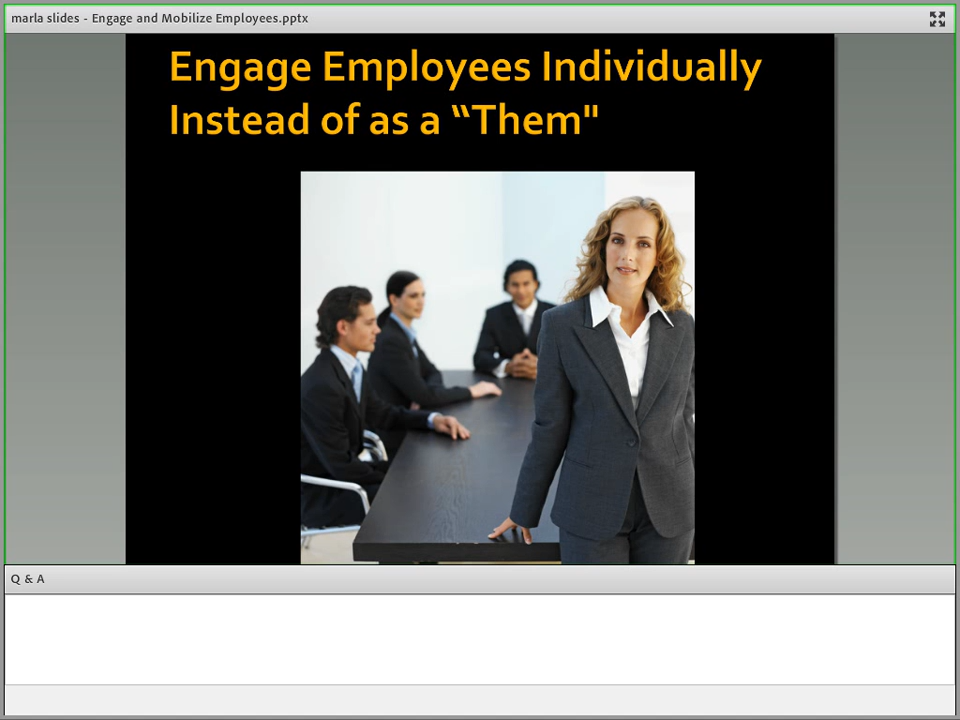 marla slides - Engage and Mobilize Employees.pptx
Engage Employees Individually
Instead of as a “Them"
Q & A